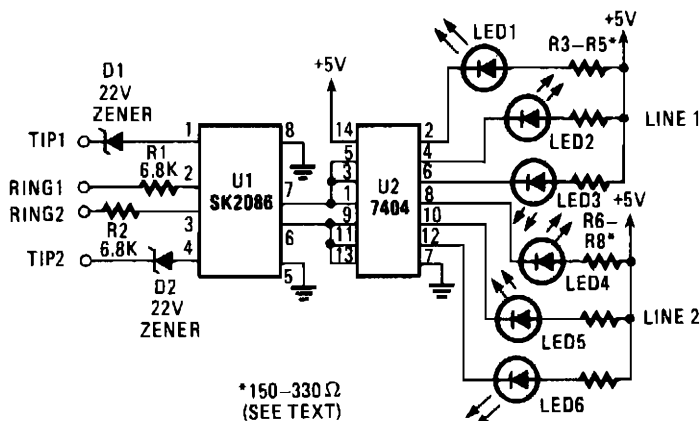 LED1
R3–R5*
+5V
D1
22V
ZENER
+5V
TIP1
1
8
14
2
LED2
LINE 1
R1
6.8K
5
4
RING1
2
U1
SK2086
7
3
U2
7404
6
LED3
1
8
RING2
3
9
10
+5V
R6–
R8*
R2
6.8K
6
11
12
TIP2
4
5
13
7
LED4
D2
22V
ZENER
LED5
LINE 2
*150–330 Ω
(SEE TEXT)
LED6